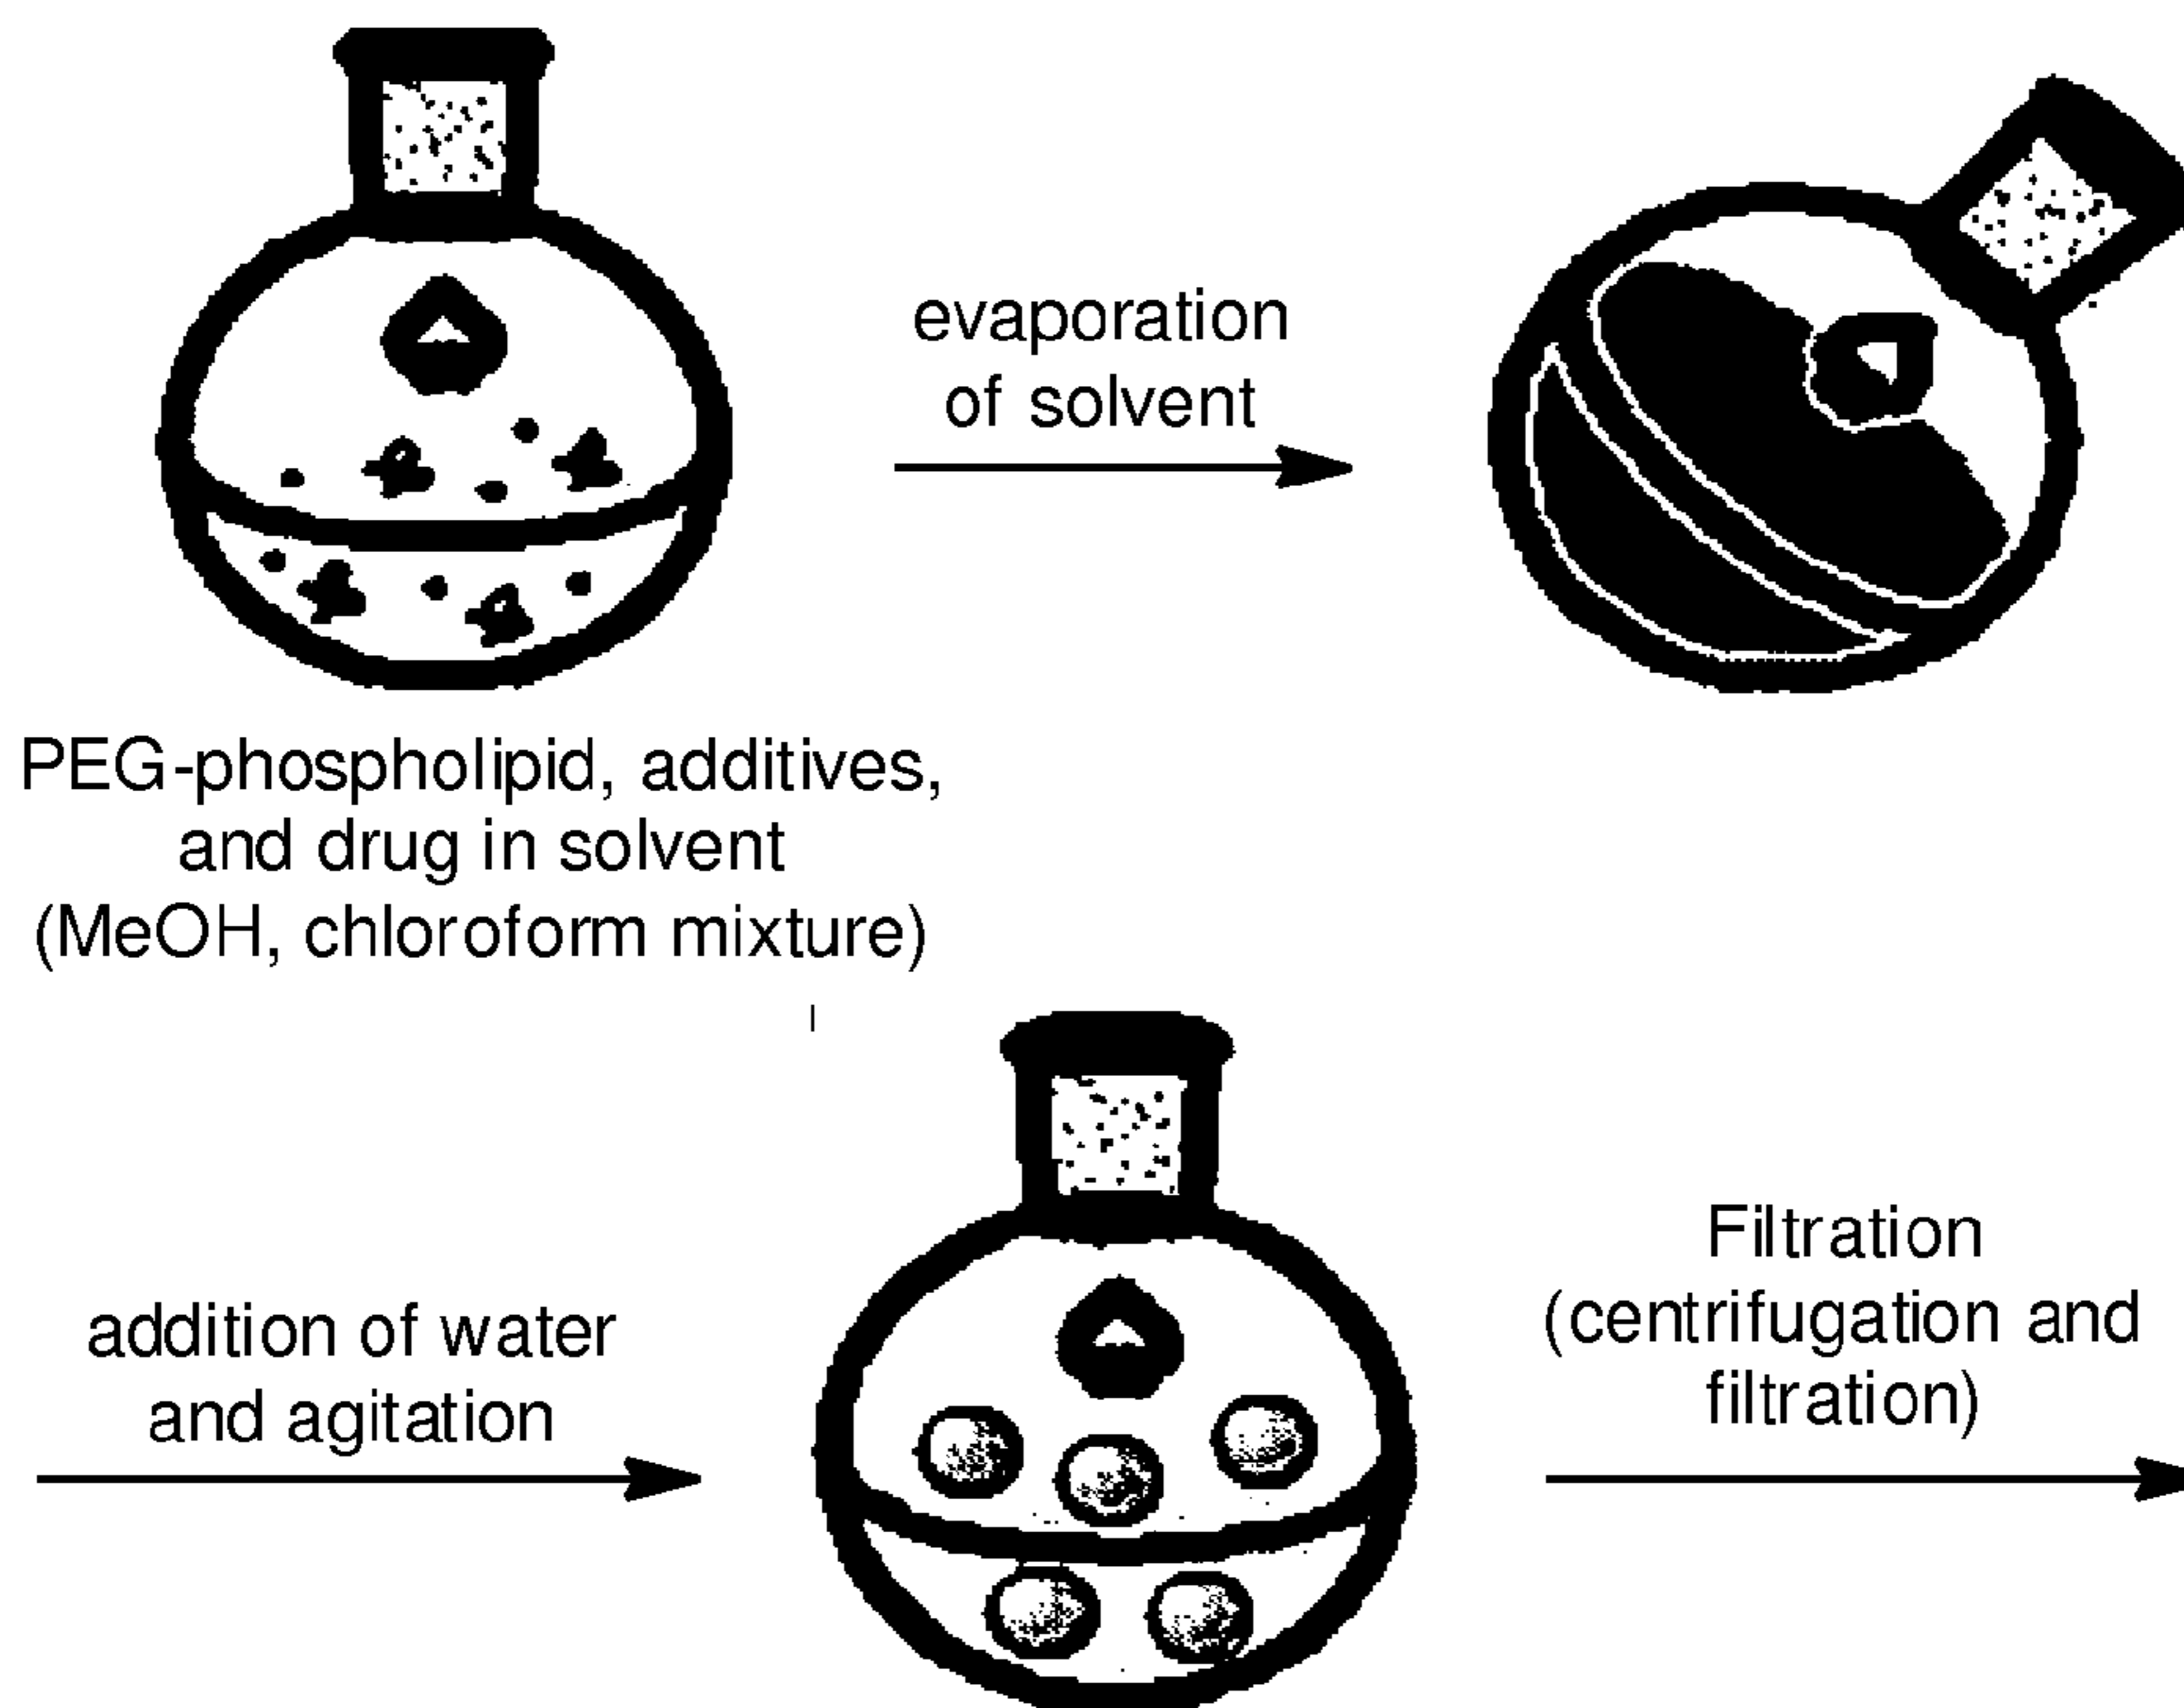 evaporation
of solvent
PEG-phospholipid, additives,
and drug in solvent
(MeOH, chloroform mixture)
addition of water
and agitation
Filtration
(centrifugation and
filtration)